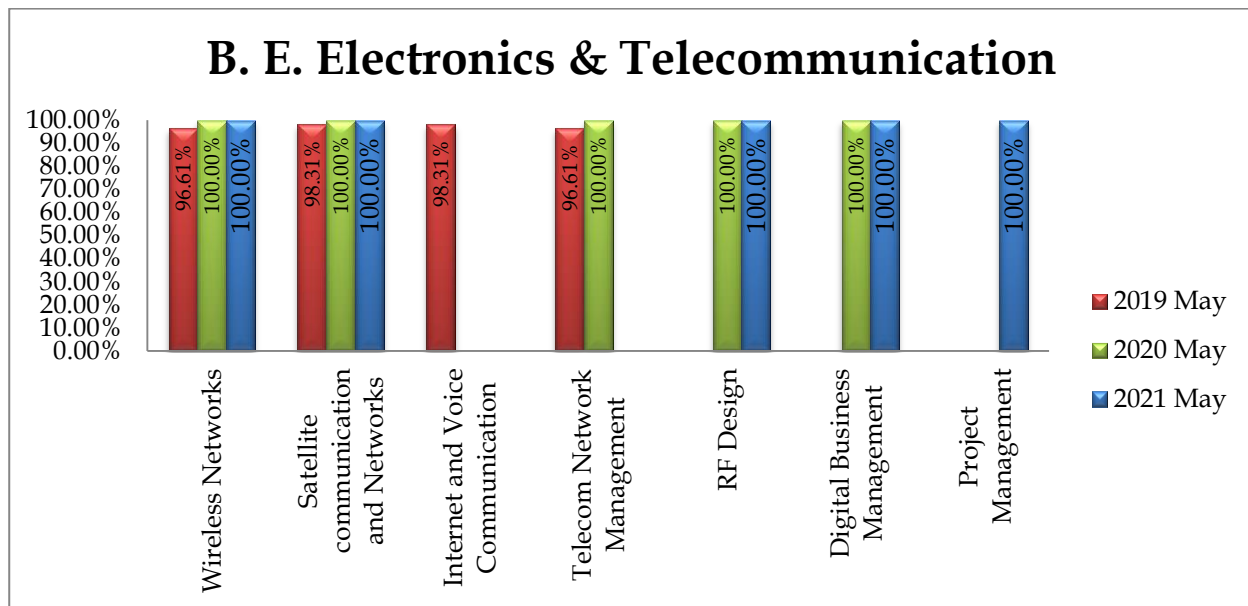 B. E. Electronics & Telecommunication
100.00%
90.00%
80.00%
70.00%
60.00%
50.00%
40.00%
30.00%
20.00%
10.00%
0.00%
96.61%
100.00%
100.00%
98.31%
100.00%
100.00%
98.31%
96.61%
100.00%
100.00%
100.00%
100.00%
100.00%
100.00%
Wireless Networks
Satellite
communication
and Networks
Internet and Voice
Communication
Telecom Network
Management
RF Design
Digital Business
Management
Project
Management
2019 May
2020 May
2021 May